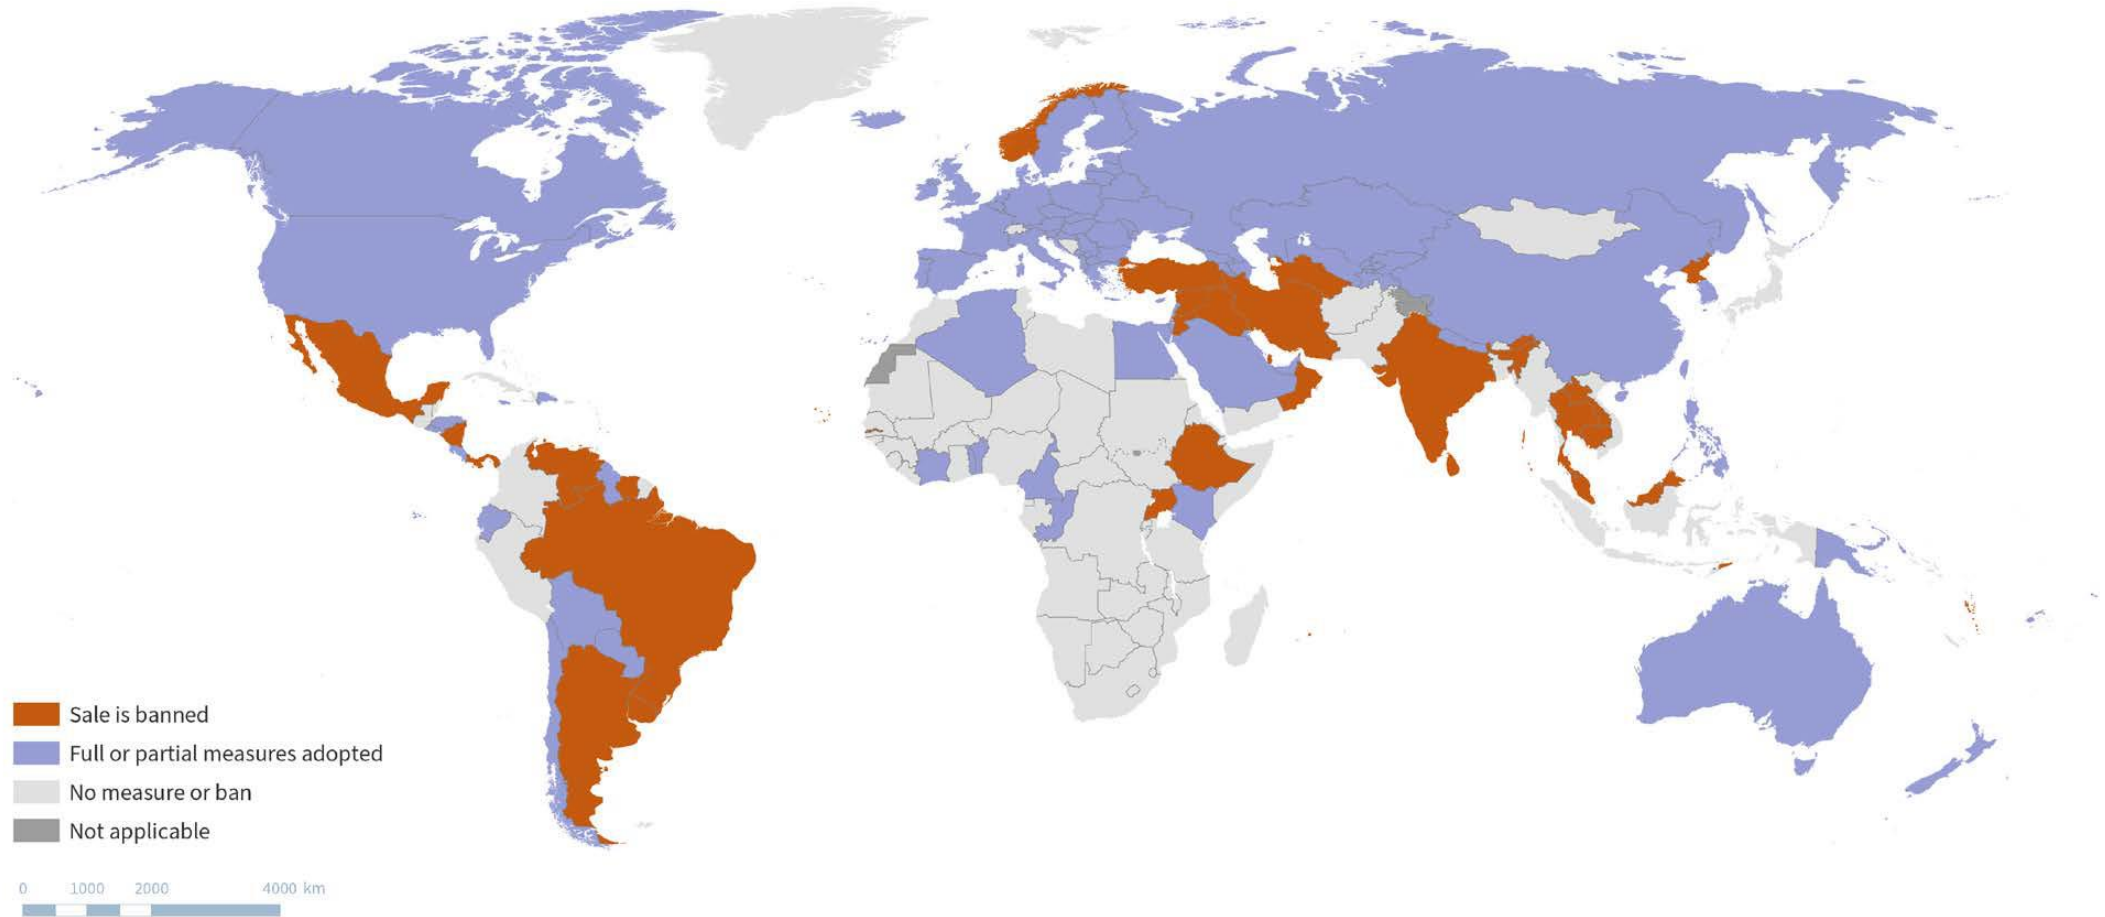 Sale is banned
Full or partial measures adopted
No measure or ban
Not applicable
0 1000 2000 4000 km